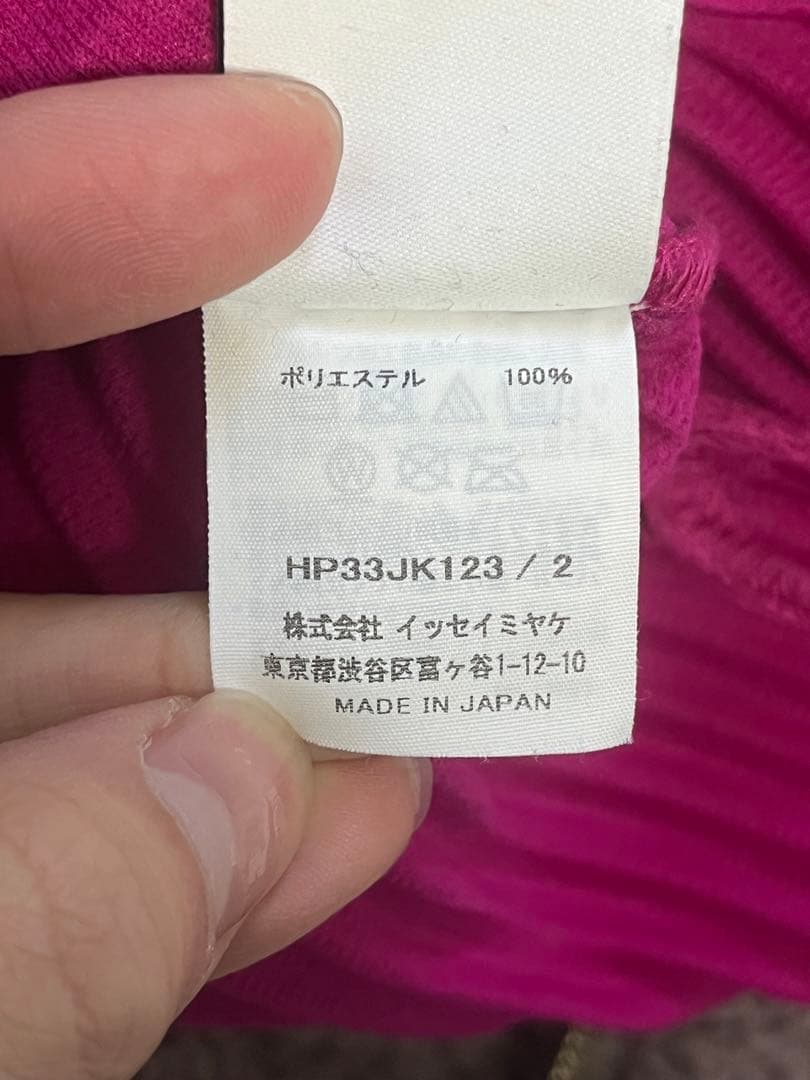 ポリエステル 100%
HP33JK123 / 2
株式会社 イッセイミヤケ
東京都渋谷区富ヶ谷1-12-10
MADE IN JAPAN